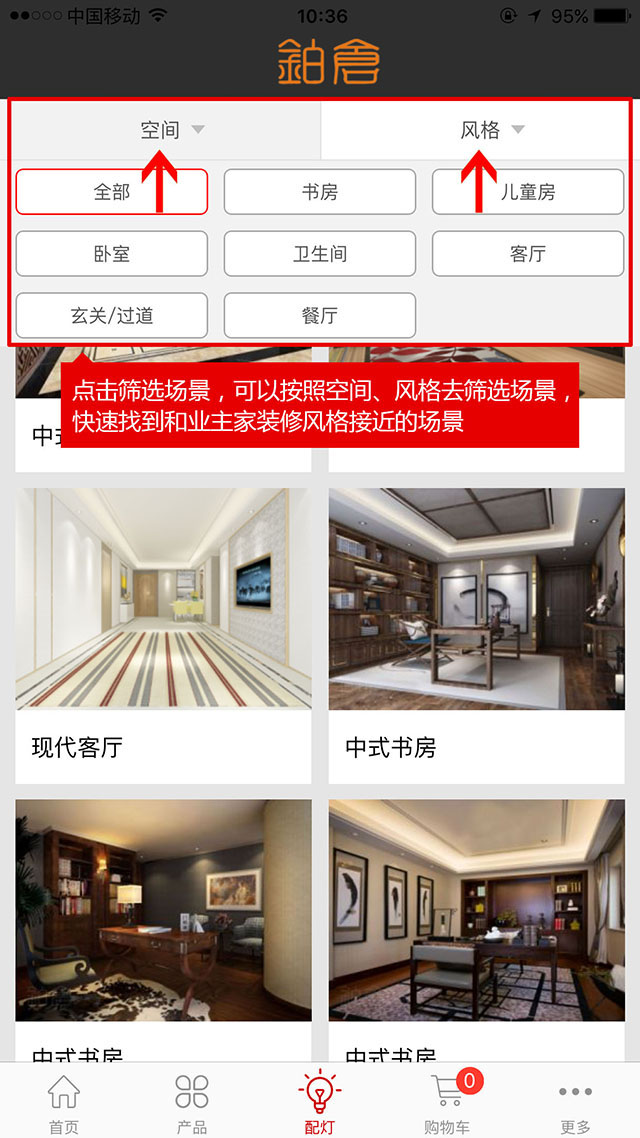 中国移动
10:36
95%
鉑倉
空间
风格
全部
书房
儿童房
卧室
卫生间
客厅
玄关/过道
餐厅
点击筛选场景，可以按照空间、风格去筛选场景，
快速找到和业主家装修风格接近的场景
中式
现代客厅
中式书房
中式书房
中式书房
0
首页
产品
配灯
购物车
更多